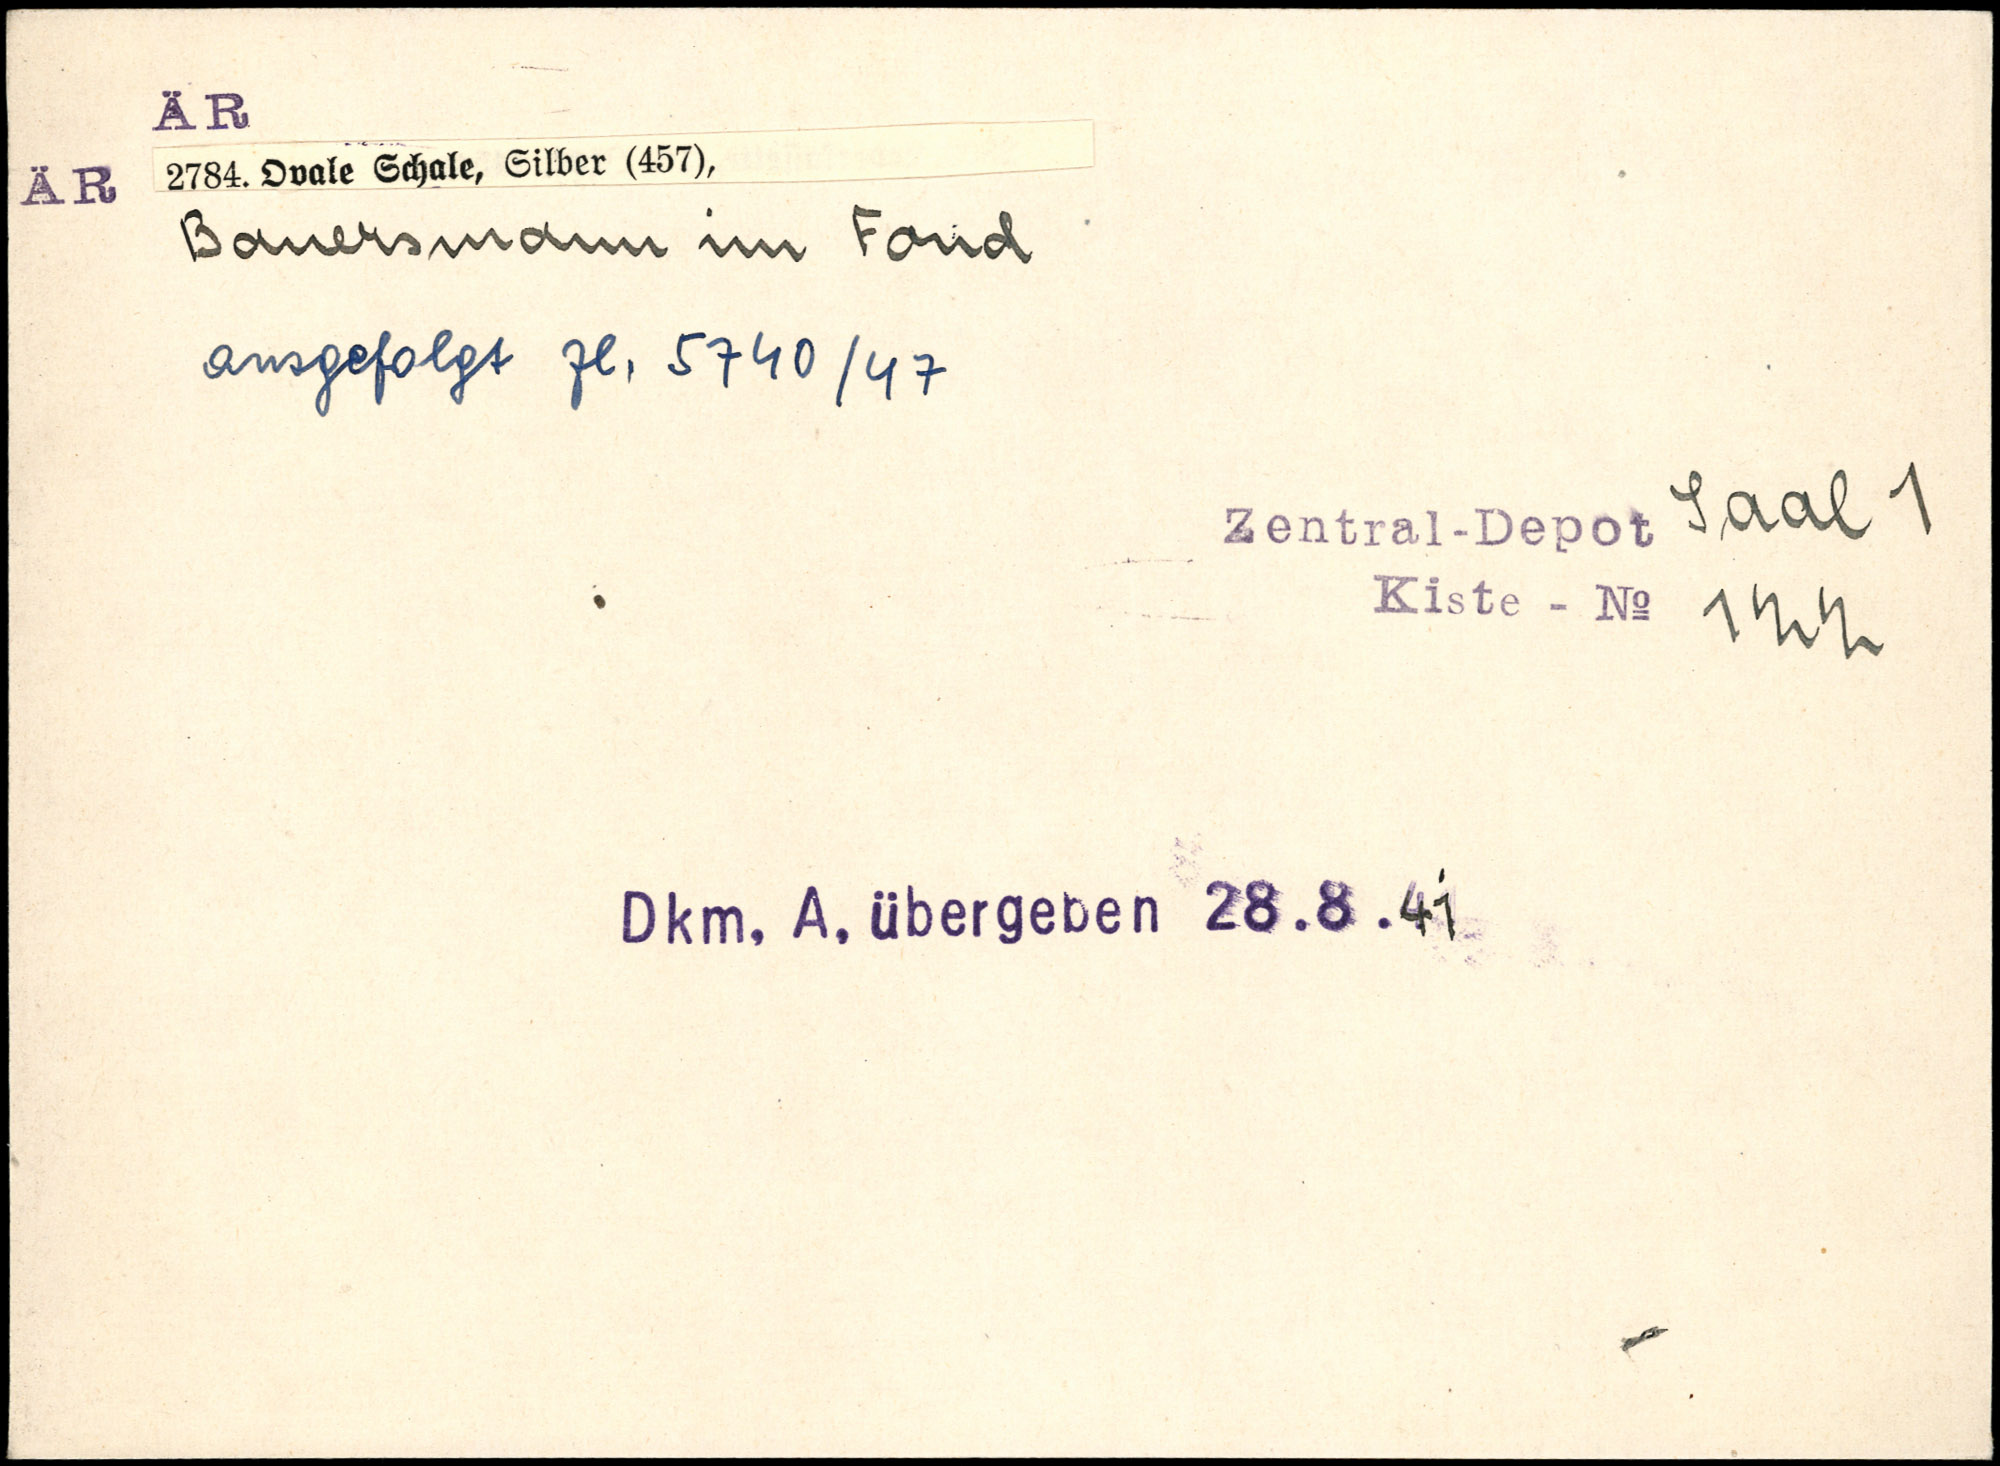 ÄR
ÄR 2784. Ovale Schale, Silber (457),
Bauersmann im Fond
ausgefolgt Zl. 5740/47
Zentral-Depot Saal 1
Kiste - №
Dkm. A. übergeben 28.8.41